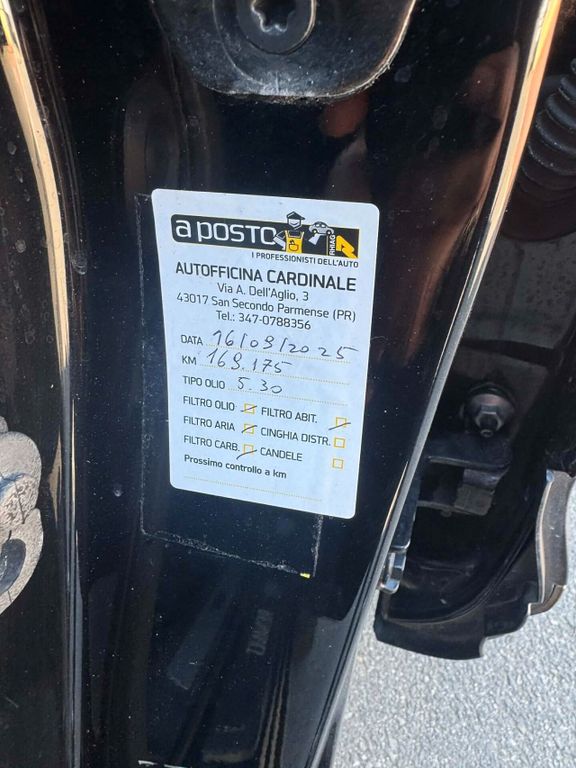 a posto
RHIAG
I PROFESSIONISTI DELL'AUTO
AUTOFFICINA CARDINALE
Via A. Dell'Aglio, 3
43017 San Secondo Parmense (PR)
Tel.: 347-0788356
DATA 16/09/2025
KM 169.175
TIPO OLIO 5.30
FILTRO OLIO FILTRO ABIT.
FILTRO ARIA CINGHIA DISTR.
FILTRO CARB. CANDELE
Prossimo controllo a km